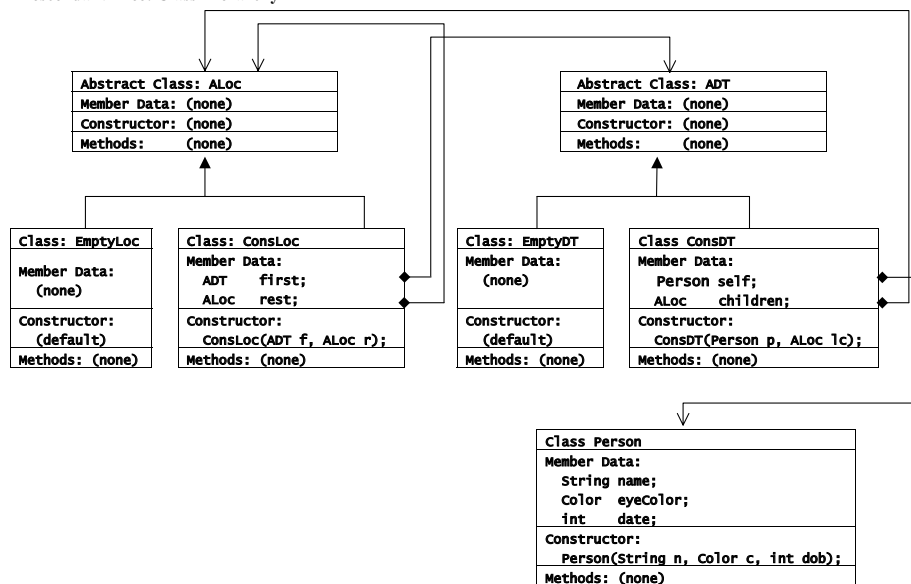 Abstract Class: ALoc
Member Data: (none)
Constructor: (none)
Methods: (none)
Abstract Class: ADT
Member Data: (none)
Constructor: (none)
Methods: (none)
Class: EmptyLoc
Member Data:
(none)
Constructor:
(default)
Methods: (none)
Class: ConsLoc
Member Data:
ADT first;
ALoc rest;
Constructor:
ConsLoc(ADT f, ALoc r);
Methods: (none)
Class: EmptyDT
Member Data:
(none)
Constructor:
(default)
Methods: (none)
Class ConsDT
Member Data:
Person self;
ALoc children;
Constructor:
ConsDT(Person p, ALoc lc);
Methods: (none)
Class Person
Member Data:
String name;
Color eyeColor;
int date;
Constructor:
Person(String n, Color c, int dob);
Methods: (none)